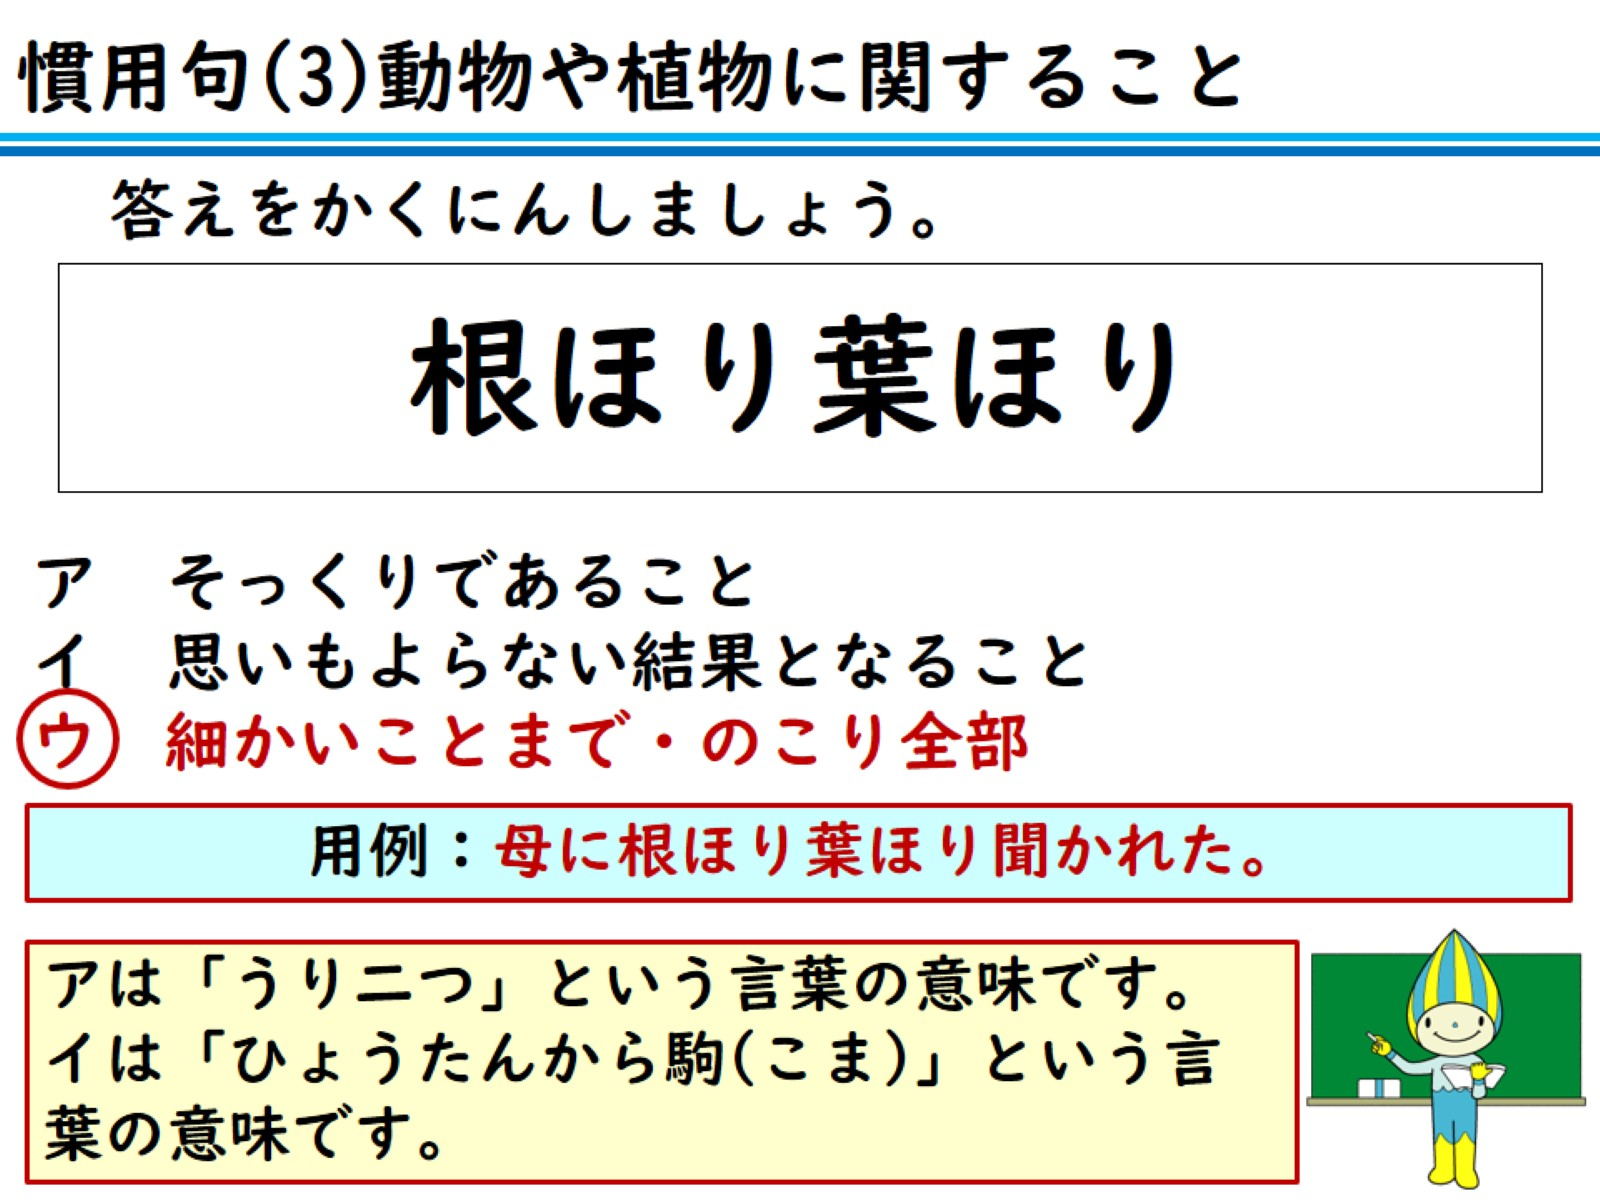 慣用句(3)動物や植物に関すること
答えをかくにんしましょう。
根ほり葉ほり
ア　そっくりであること
イ　思いもよらない結果となること
ウ　細かいことまで・のこり全部
用例：母に根ほり葉ほり聞かれた。
アは「うり二つ」という言葉の意味です。
イは「ひょうたんから駒(こま)」という言
葉の意味です。